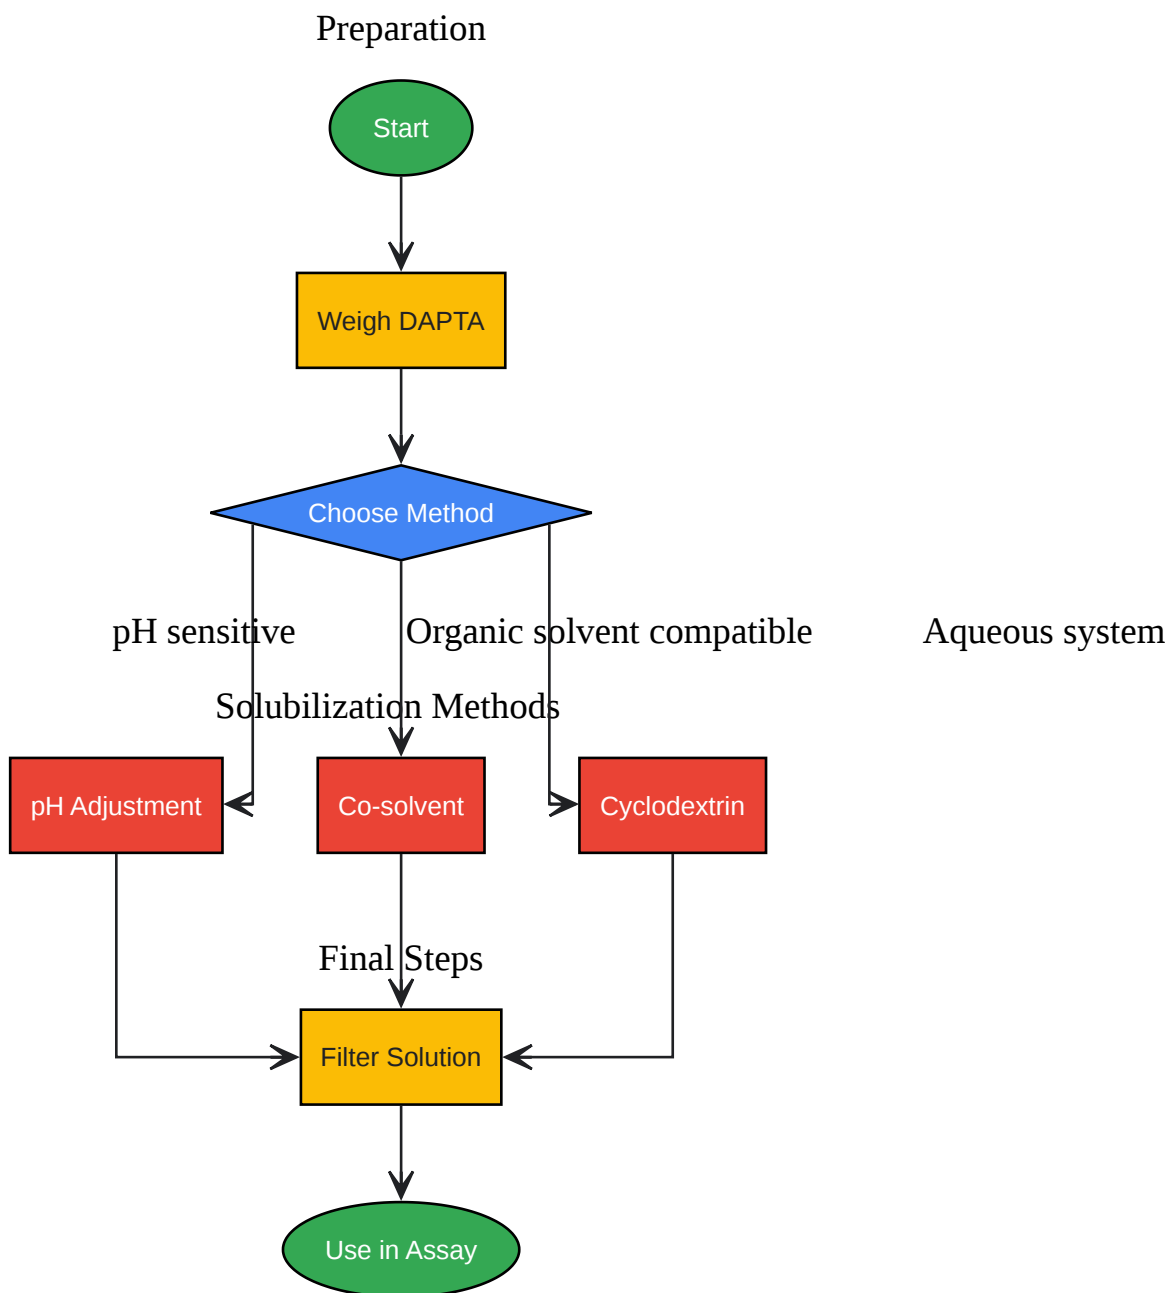 Preparation
Start
Weigh DAPTA
Choose Method
pH sensitive
Organic solvent compatible
Aqueous system
Solubilization Methods
pH Adjustment
Co-solvent
Cyclodextrin
Final Steps
Filter Solution
Use in Assay